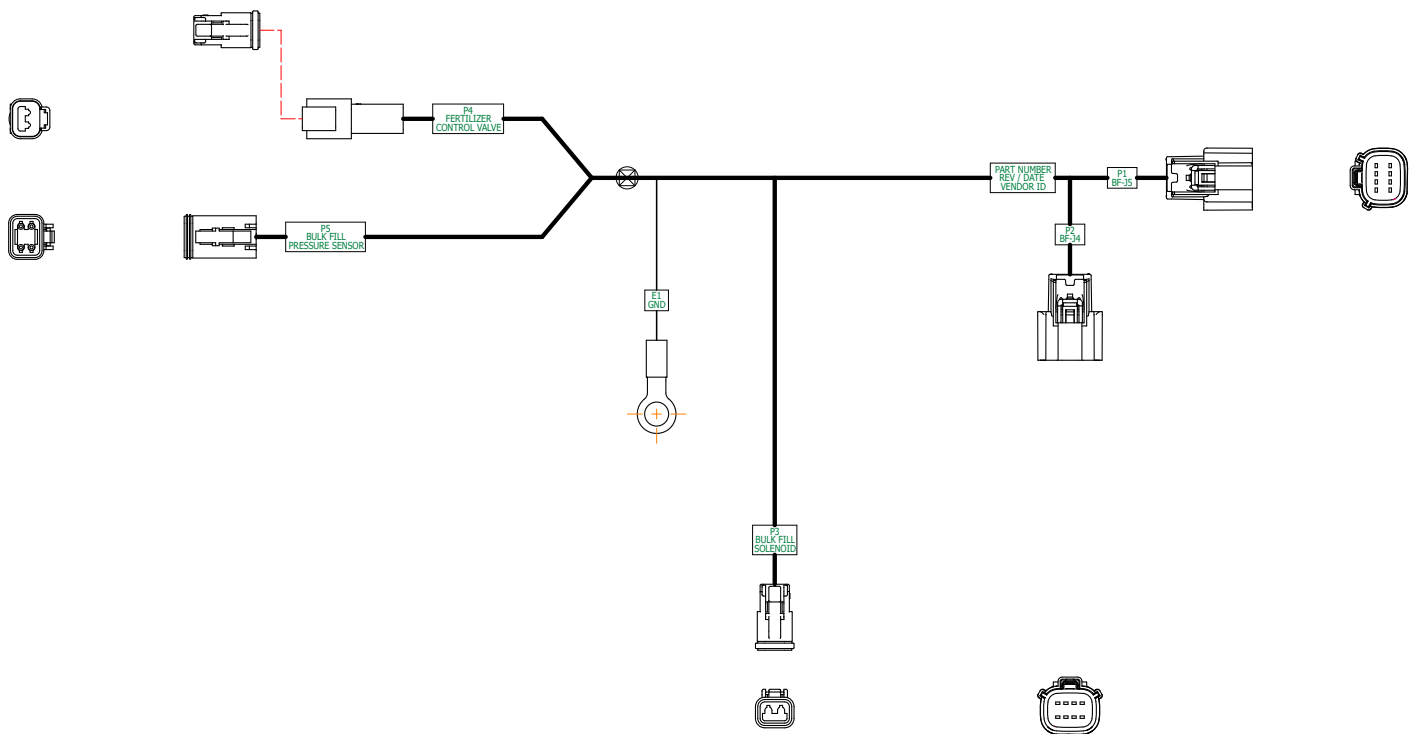 P4
FERTILIZER
CONTROL VALVE
PART NUMBER
REV / DATE
VENDOR ID
P1
BF-J5
P5
BULK FILL
PRESSURE SENSOR
P2
BF-J4
E1
GND
P3
BULK FILL
SOLENOID